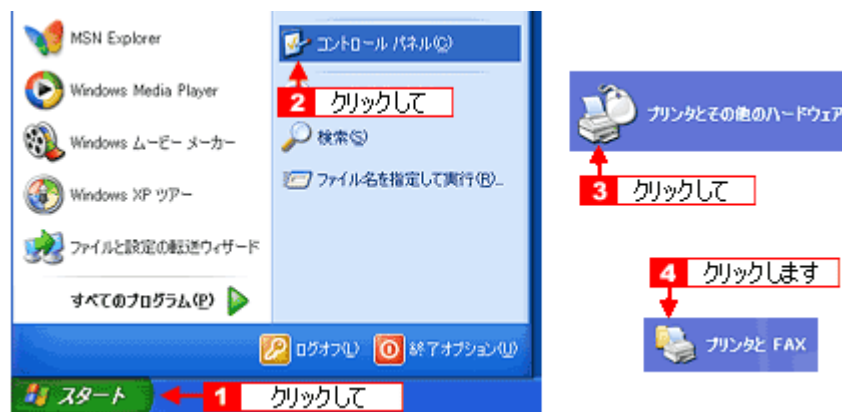 MSN Explorer
Windows Media Player
Windows ムービー メーカー
Windows XP ツアー
ファイルと設定の転送ウィザード
すべてのプログラム(P)
コントロール パネル(C)
2 クリックして
検索(S)
ファイル名を指定して実行(R)...
ログオフ(L)
終了オプション(U)
スタート
1 クリックして
プリンタとその他のハードウェア
3 クリックして
4 クリックします
プリンタと FAX